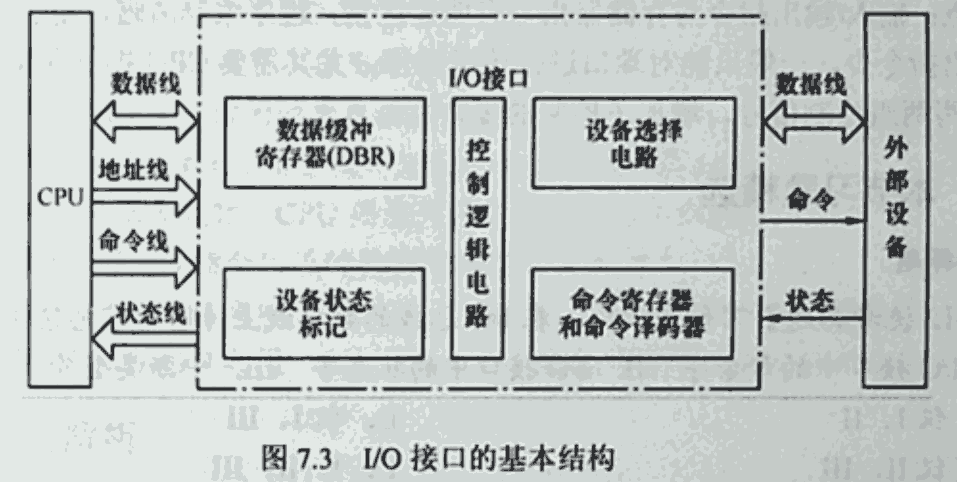 I/O接口
数据线
数据线
数据缓冲
寄存器(DBR)
设备选择
电路
控制逻辑电路
外部设备
CPU
地址线
命令
命令线
设备状态
标记
命令寄存器
和命令译码器
状态线
状态
图 7.3 I/O 接口的基本结构